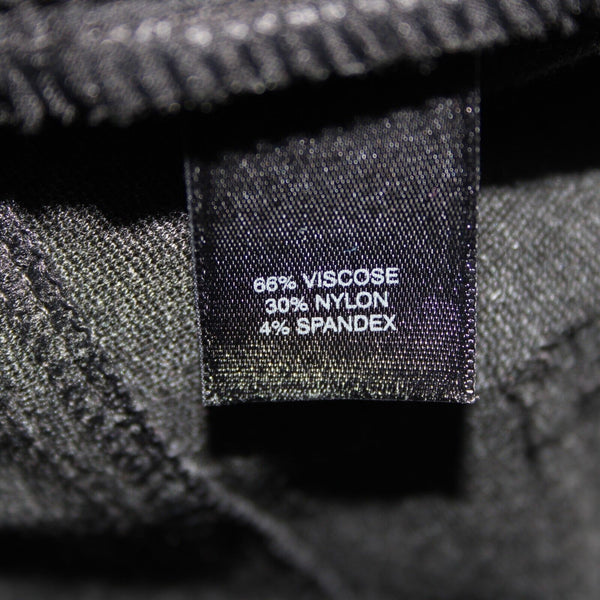 66% VISCOSE
30% NYLON
4% SPANDEX